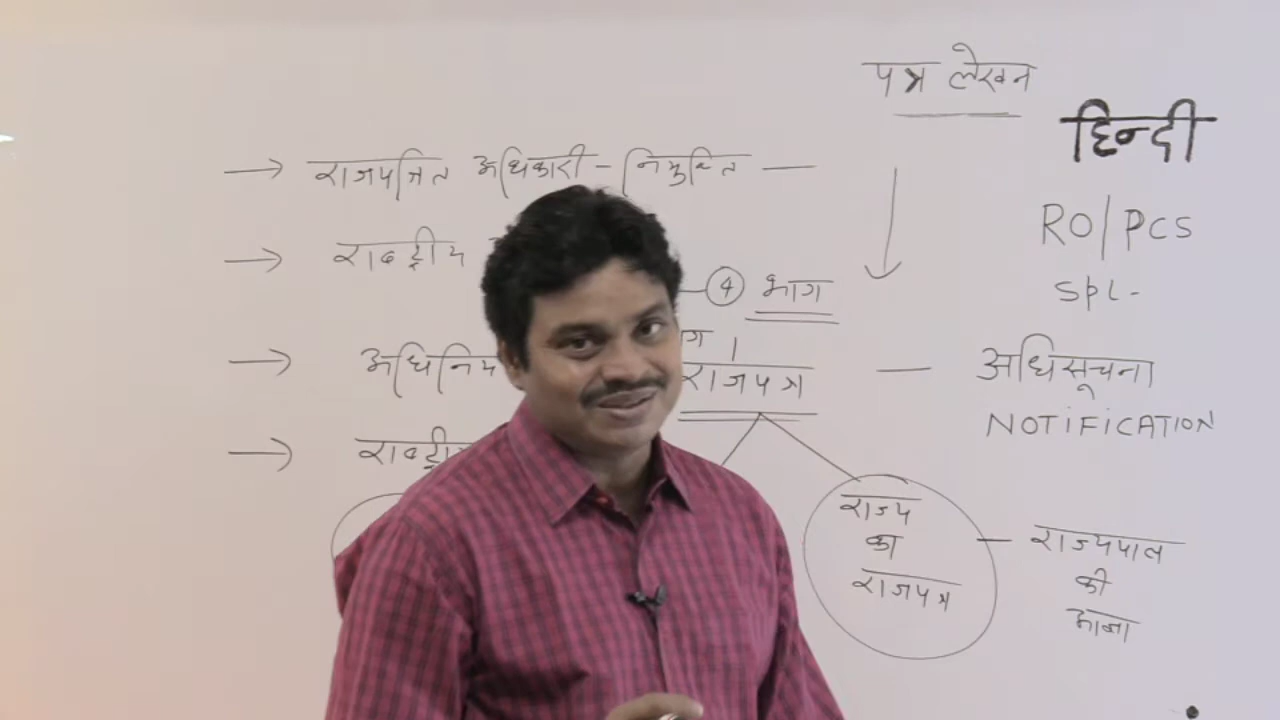 पत्र लेखन
हिन्दी
RO/PCS
SPL-
→ राजपत्रित अधिकारी - नियुक्ति —
→ राष्ट्रीय
④ भाग
→ अधिनिय
राजपत्र — अधिसूचना
NOTiFiCATION
→ राष्ट्रीय
राज्य
का
राजपत्र — राज्यपाल
की
आज्ञा